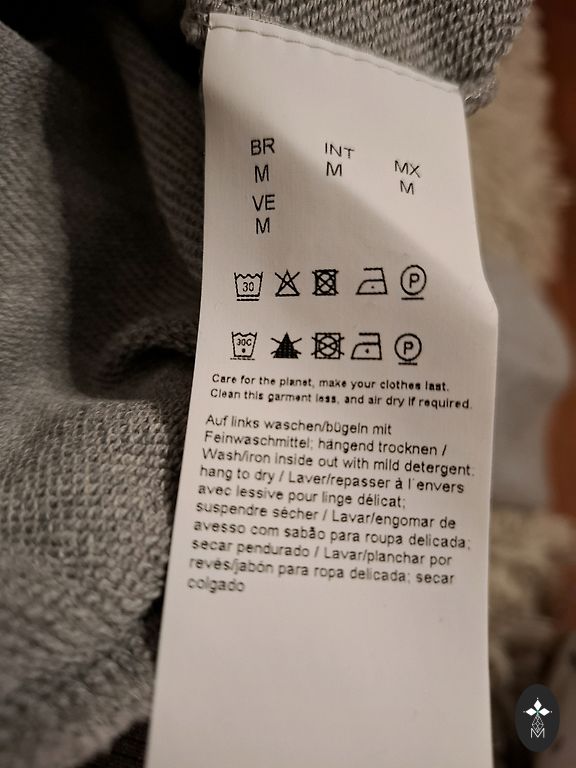 BR INT MX
M M M
VE
M
30 P
30C P
Care for the planet, make your clothes last.
Clean this garment less, and air dry if required.
Auf links waschen/bügeln mit
Feinwaschmittel; hängend trocknen /
Wash/iron inside out with mild detergent;
hang to dry / Laver/repasser à l'envers
avec lessive pour linge délicat;
suspendre sécher / Lavar/engomar de
avesso com sabão para roupa delicada;
secar pendurado / Lavar/planchar por
revés/jabón para ropa delicada; secar
colgado
M